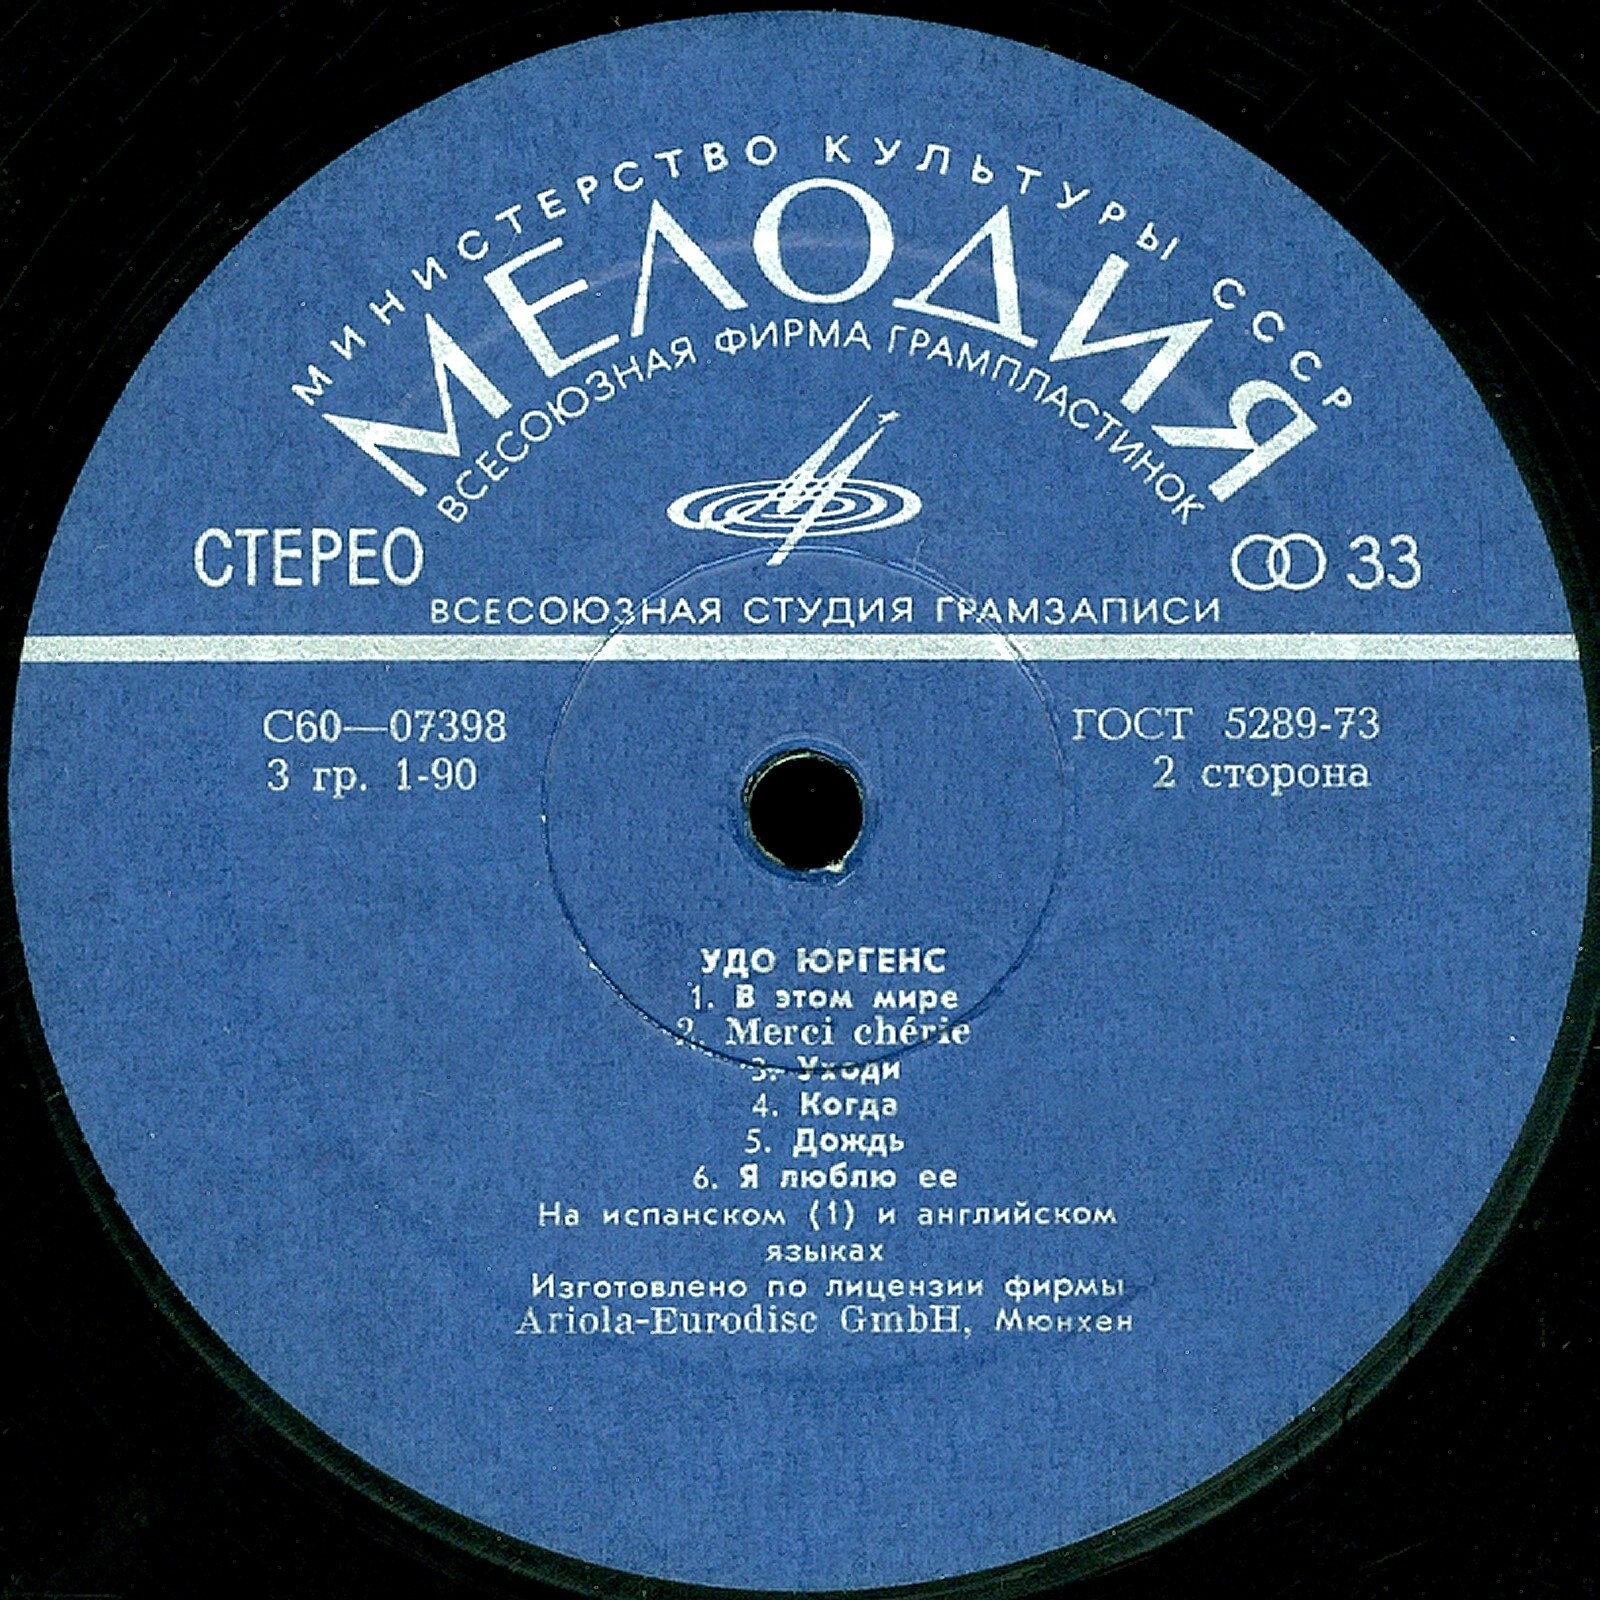 МИНИСТЕРСТВО КУЛЬТУРЫ СССР
МЕЛОДИЯ
ВСЕСОЮЗНАЯ ФИРМА ГРАМПЛАСТИНОК
СТЕРЕО
33
ВСЕСОЮЗНАЯ СТУДИЯ ГРАМЗАПИСИ
С60—07398
ГОСТ 5289-73
3 гр. 1-90
2 сторона
УДО ЮРГЕНС
1. В этом мире
2. Merci chérie
3. Уходи
4. Когда
5. Дождь
6. Я люблю ее
На испанском (1) и английском
языках
Изготовлено по лицензии фирмы
Ariola-Eurodisc GmbH, Мюнхен